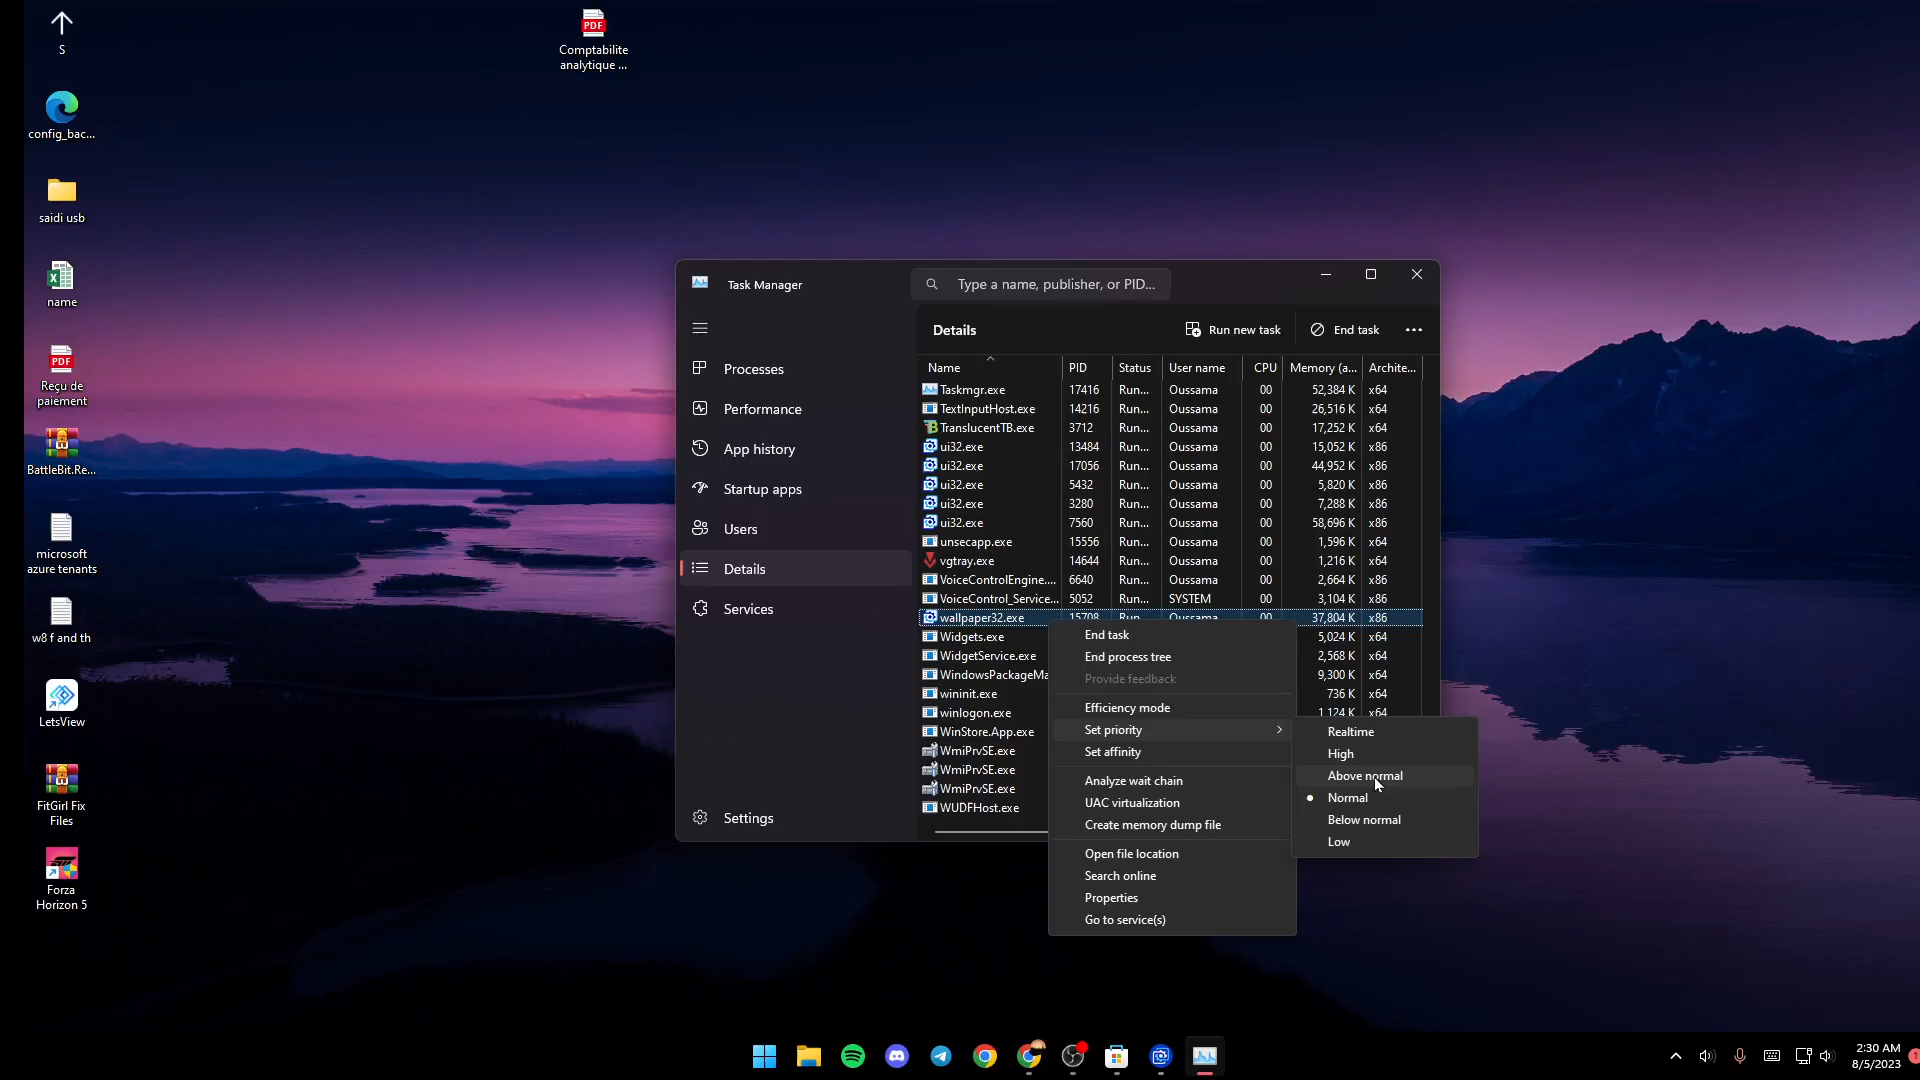 S
config_bac...
saidi usb
name
PDF
Reçu de
paiement
BattleBit.Re...
microsoft
azure tenants
w8 f and th
LetsView
FitGirl Fix
Files
Forza
Horizon 5
PDF
Comptabilite
analytique ...
Task Manager
Type a name, publisher, or PID...
Processes
Performance
App history
Startup apps
Users
Details
Services
Settings
Details
Run new task
End task
Name PID Status User name CPU Memory (a... Archite...
Taskmgr.exe 17416 Run... Oussama 00 52,384 K x64
TextInputHost.exe 14216 Run... Oussama 00 26,516 K x64
TranslucentTB.exe 3712 Run... Oussama 00 17,252 K x64
ui32.exe 13484 Run... Oussama 00 15,052 K x86
ui32.exe 17056 Run... Oussama 00 44,952 K x86
ui32.exe 5432 Run... Oussama 00 5,820 K x86
ui32.exe 3280 Run... Oussama 00 7,288 K x86
ui32.exe 7560 Run... Oussama 00 58,696 K x86
unsecapp.exe 15556 Run... Oussama 00 1,596 K x64
vgtray.exe 14644 Run... Oussama 00 1,216 K x64
VoiceControlEngine.... 6640 Run... Oussama 00 2,664 K x86
VoiceControl_Service... 5052 Run... SYSTEM 00 3,104 K x86
wallpaper32.exe 15708 Run... Oussama 00 37,804 K x86
Widgets.exe 5,024 K x64
WidgetService.exe 2,568 K x64
WindowsPackageMa 9,300 K x64
wininit.exe 736 K x64
winlogon.exe 1,124 K x64
WinStore.App.exe
WmiPrvSE.exe
WmiPrvSE.exe
WmiPrvSE.exe
WUDFHost.exe
End task
End process tree
Provide feedback
Efficiency mode
Set priority
Set affinity
Analyze wait chain
UAC virtualization
Create memory dump file
Open file location
Search online
Properties
Go to service(s)
Realtime
High
Above normal
Normal
Below normal
Low
2:30 AM
8/5/2023
1